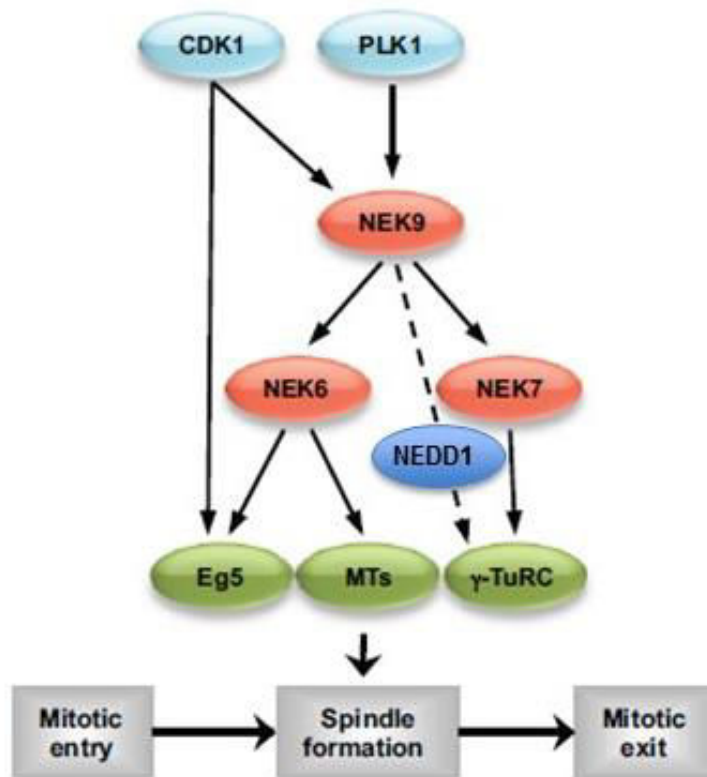 CDK1
PLK1
NEK9
NEK6
NEK7
NEDD1
Eg5
MTs
γ-TuRC
Mitotic
entry
Spindle
formation
Mitotic
exit